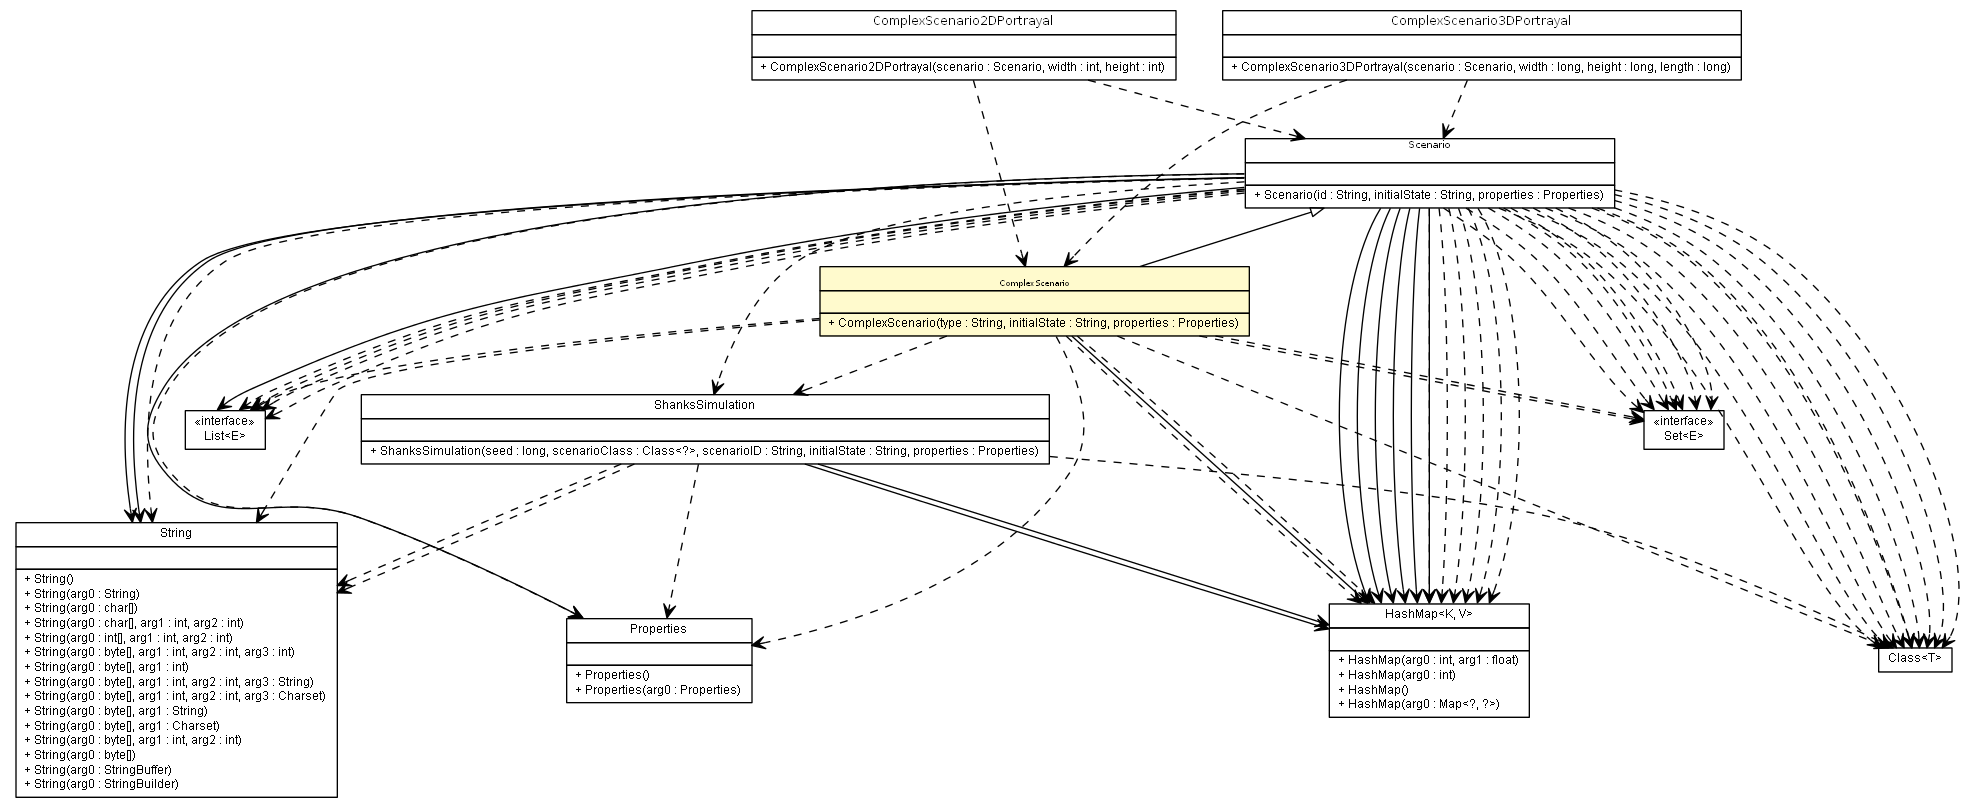 ComplexScenario2DPortrayal
+ ComplexScenario2DPortrayal(scenario : Scenario, width : int, height : int)
ComplexScenario3DPortrayal
+ ComplexScenario3DPortrayal(scenario : Scenario, width : long, height : long, length : long)
Scenario
+ Scenario(id : String, initialState : String, properties : Properties)
ComplexScenario
+ ComplexScenario(type : String, initialState : String, properties : Properties)
ShanksSimulation
+ ShanksSimulation(seed : long, scenarioClass : Class<?>, scenarioID : String, initialState : String, properties : Properties)
«interface»
List<E>
«interface»
Set<E>
String
+ String()
+ String(arg0 : String)
+ String(arg0 : char[])
+ String(arg0 : char[], arg1 : int, arg2 : int)
+ String(arg0 : int[], arg1 : int, arg2 : int)
+ String(arg0 : byte[], arg1 : int, arg2 : int, arg3 : int)
+ String(arg0 : byte[], arg1 : int)
+ String(arg0 : byte[], arg1 : int, arg2 : int, arg3 : String)
+ String(arg0 : byte[], arg1 : int, arg2 : int, arg3 : Charset)
+ String(arg0 : byte[], arg1 : String)
+ String(arg0 : byte[], arg1 : Charset)
+ String(arg0 : byte[], arg1 : int, arg2 : int)
+ String(arg0 : byte[])
+ String(arg0 : StringBuffer)
+ String(arg0 : StringBuilder)
Properties
+ Properties()
+ Properties(arg0 : Properties)
HashMap<K, V>
+ HashMap(arg0 : int, arg1 : float)
+ HashMap(arg0 : int)
+ HashMap()
+ HashMap(arg0 : Map<?, ?>)
Class<T>